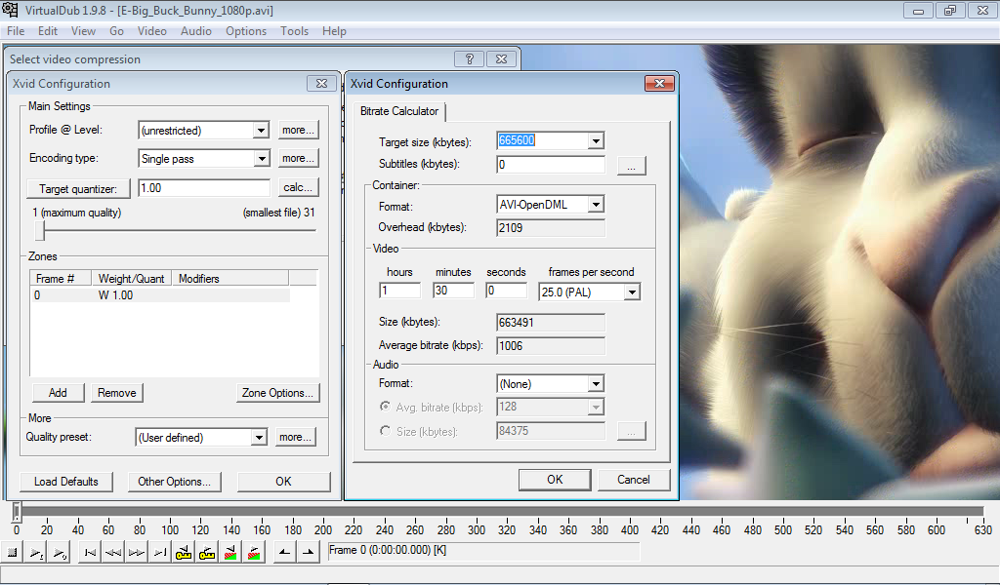 VirtualDub 1.9.8 - [E-Big_Buck_Bunny_1080p.avi]
File Edit View Go Video Audio Options Tools Help
Select video compression
?
Xvid Configuration
Main Settings
Profile @ Level: (unrestricted) more...
Encoding type: Single pass more...
Target quantizer: 1.00 calc...
1 (maximum quality) (smallest file) 31
Zones
Frame # Weight/Quant Modifiers
0 W 1.00
Add Remove Zone Options...
More
Quality preset: (User defined) more...
Load Defaults Other Options... OK
Xvid Configuration
Bitrate Calculator
Target size (kbytes): 665600
Subtitles (kbytes): 0 ...
Container:
Format: AVI-OpenDML
Overhead (kbytes): 2109
Video
hours minutes seconds frames per second
1 30 0 25.0 (PAL)
Size (kbytes): 663491
Average bitrate (kbps): 1006
Audio
Format: (None)
Avg. bitrate (kbps): 128
Size (kbytes): 84375 ...
OK Cancel
0 20 40 60 80 100 120 140 160 180 200 220 240 260 280 300 320 340 360 380 400 420 440 460 480 500 520 540 560 580 600 630
Frame 0 (0:00:00.000) [K]